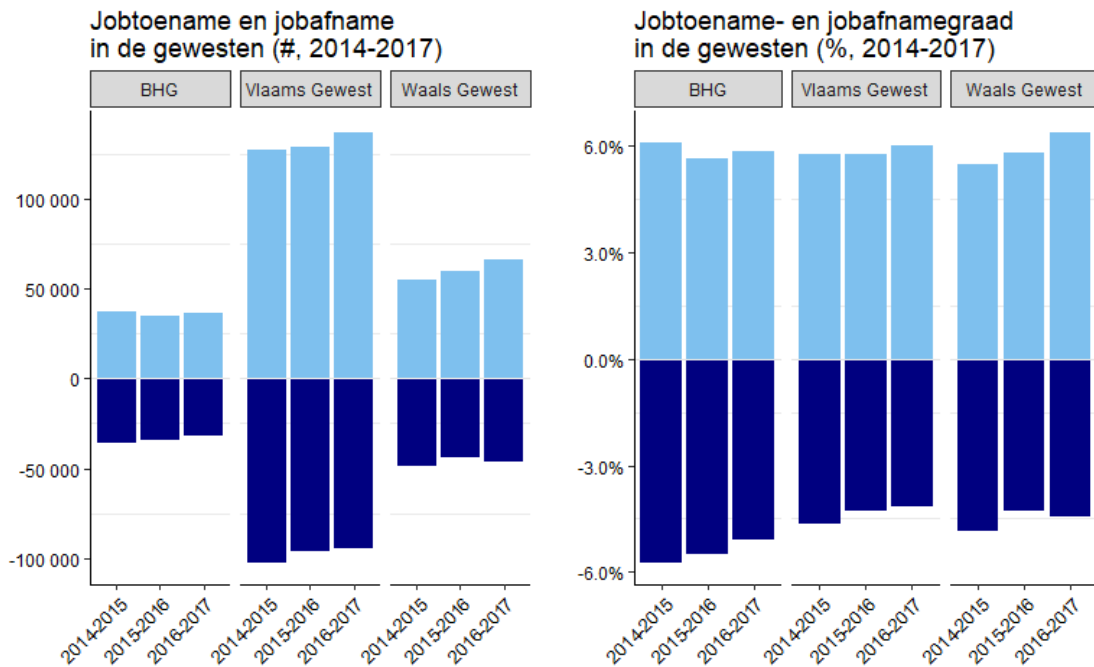 Jobtoename en jobafname
in de gewesten (#, 2014-2017)
BHG
Vlaams Gewest
Waals Gewest
100 000
50 000
0
-50 000
-100 000
2014-2015
2015-2016
2016-2017
2014-2015
2015-2016
2016-2017
2014-2015
2015-2016
2016-2017
Jobtoename- en jobafnamegraad
in de gewesten (%, 2014-2017)
BHG
Vlaams Gewest
Waals Gewest
6.0%
3.0%
0.0%
-3.0%
-6.0%
2014-2015
2015-2016
2016-2017
2014-2015
2015-2016
2016-2017
2014-2015
2015-2016
2016-2017